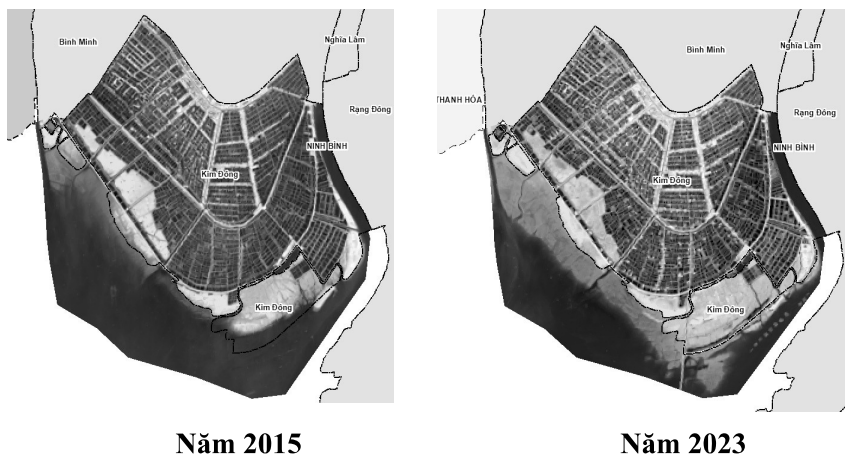 Bình Minh
Nghĩa Lâm
Rạng Đông
NINH BÌNH
Kim Đông
Kim Đông
Năm 2015
Bình Minh
Nghĩa Lâm
THANH HÓA
Rạng Đông
NINH BÌNH
Kim Đông
Kim Đông
Năm 2023